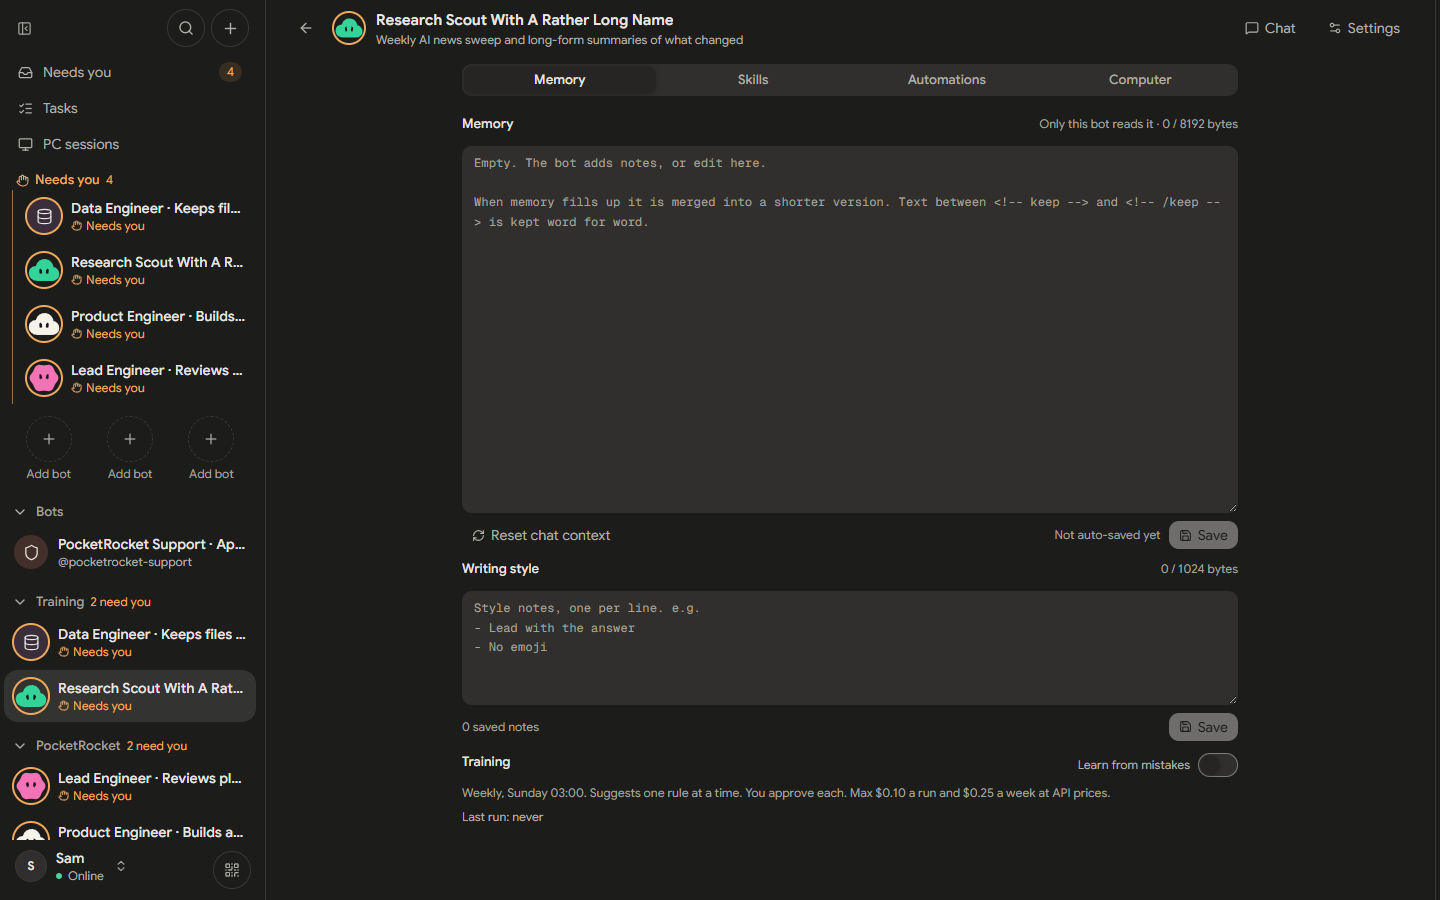 Needs you
4
Tasks
PC sessions
Needs you 4
Data Engineer · Keeps fil...
Needs you
Research Scout With A R...
Needs you
Product Engineer · Builds...
Needs you
Lead Engineer · Reviews ...
Needs you
Add bot
Add bot
Add bot
Bots
PocketRocket Support · Ap...
@pocketrocket-support
Training 2 need you
Data Engineer · Keeps files ...
Needs you
Research Scout With A Rat...
Needs you
PocketRocket 2 need you
Lead Engineer · Reviews pl...
Needs you
Product Engineer · Builds a...
S
Sam
Online
Research Scout With A Rather Long Name
Weekly AI news sweep and long-form summaries of what changed
Chat
Settings
Memory
Skills
Automations
Computer
Memory
Only this bot reads it · 0 / 8192 bytes
Empty. The bot adds notes, or edit here.
When memory fills up it is merged into a shorter version. Text between <!-- keep --> and <!-- /keep --
> is kept word for word.
Reset chat context
Not auto-saved yet
Save
Writing style
0 / 1024 bytes
Style notes, one per line. e.g.
- Lead with the answer
- No emoji
0 saved notes
Save
Training
Learn from mistakes
Weekly, Sunday 03:00. Suggests one rule at a time. You approve each. Max $0.10 a run and $0.25 a week at API prices.
Last run: never